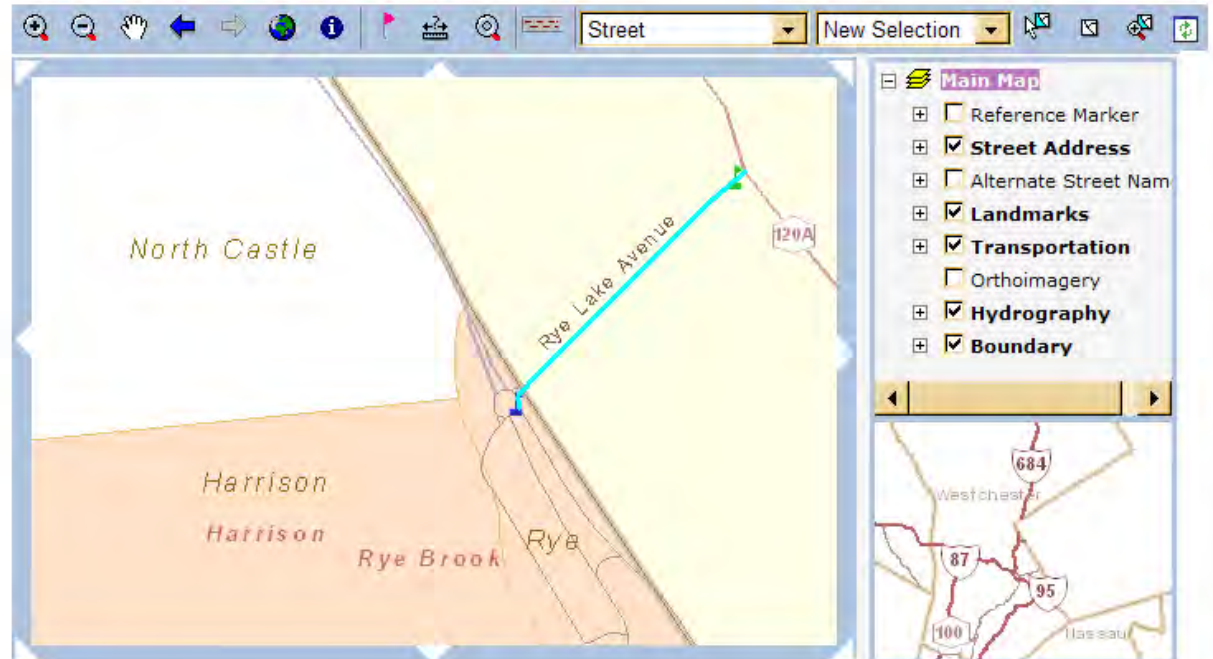 Street
New Selection
Main Map
Reference Marker
Street Address
Alternate Street Nam
Landmarks
Transportation
Orthoimagery
Hydrography
Boundary
North Castle
Rye Lake Avenue
120A
Harrison
Harrison
Rye Brook
Rye
684
Westchester
87
95
100
Nassau